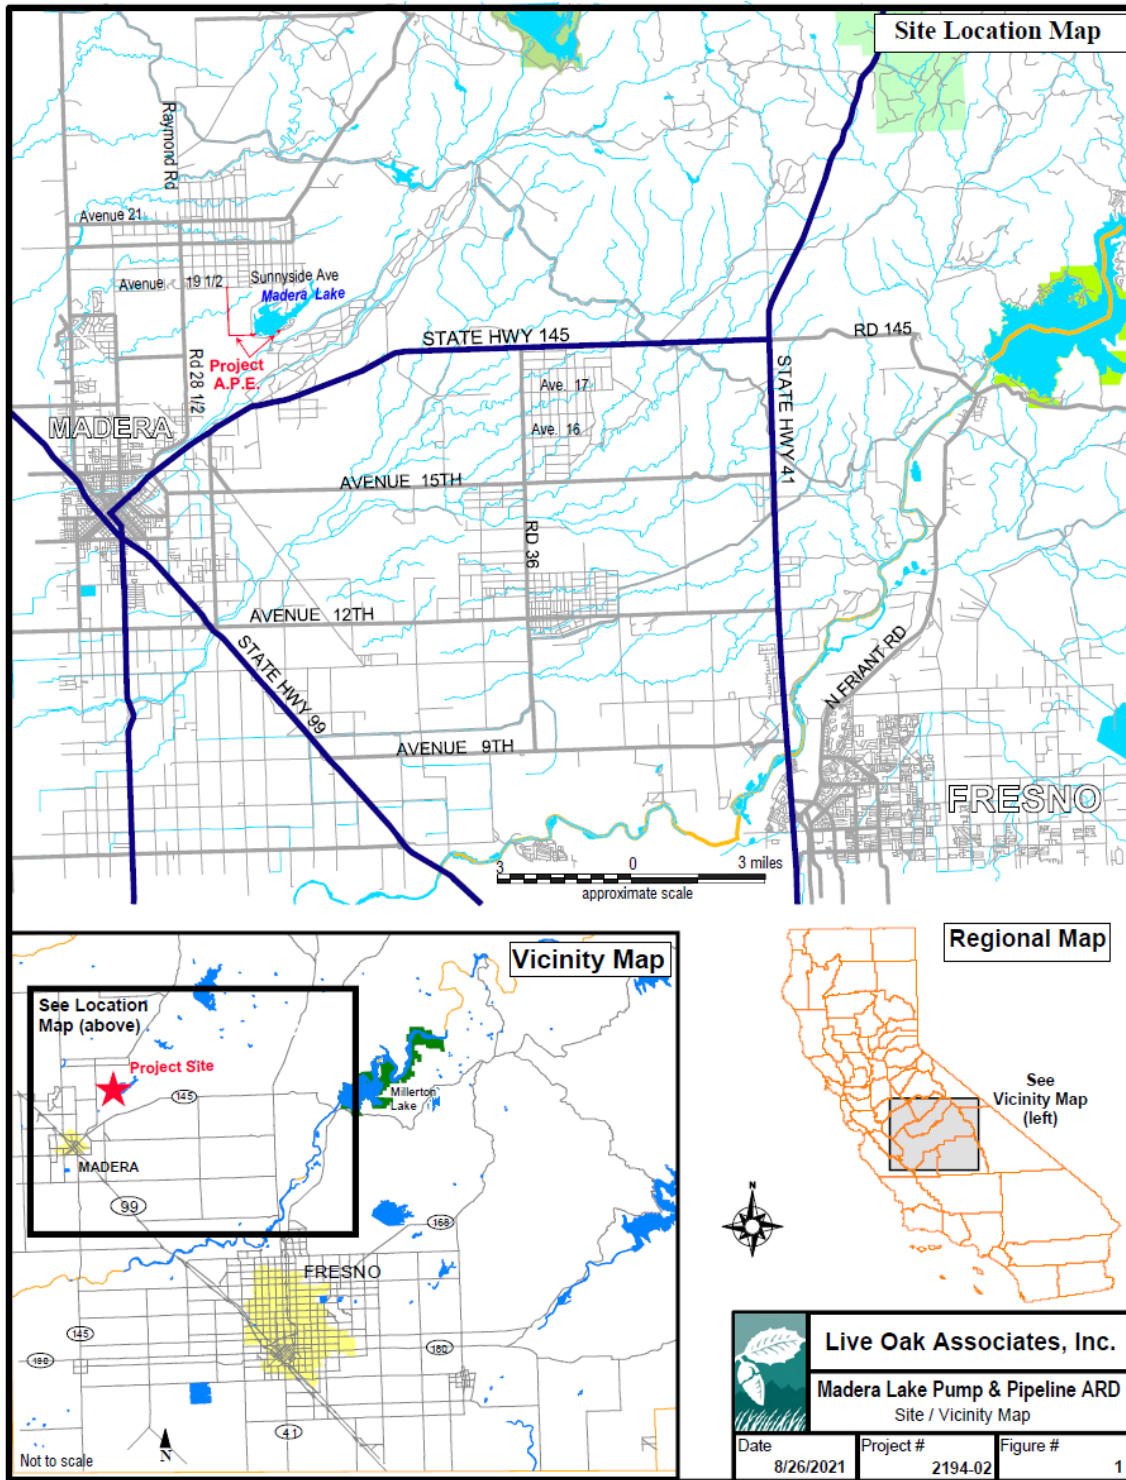 Site Location Map
Raymond Rd
Avenue 21
Avenue 19 1/2
Sunnyside Ave
Madera Lake
Project
A.P.E.
Rd 28 1/2
STATE HWY 145
RD 145
STATE HWY 41
Ave. 17
Ave. 16
MADERA
AVENUE 15TH
RD 36
AVENUE 12TH
STATE HWY 99
N FRIANT RD
AVENUE 9TH
FRESNO
3 0 3 miles
approximate scale
Vicinity Map
See Location
Map (above)
Project Site
145
Millerton
Lake
MADERA
99
168
FRESNO
145
180
180
41
N
Not to scale
Regional Map
See
Vicinity Map
(left)
N
Live Oak Associates, Inc.
Madera Lake Pump & Pipeline ARD
Site / Vicinity Map
Date
8/26/2021
Project #
2194-02
Figure #
1